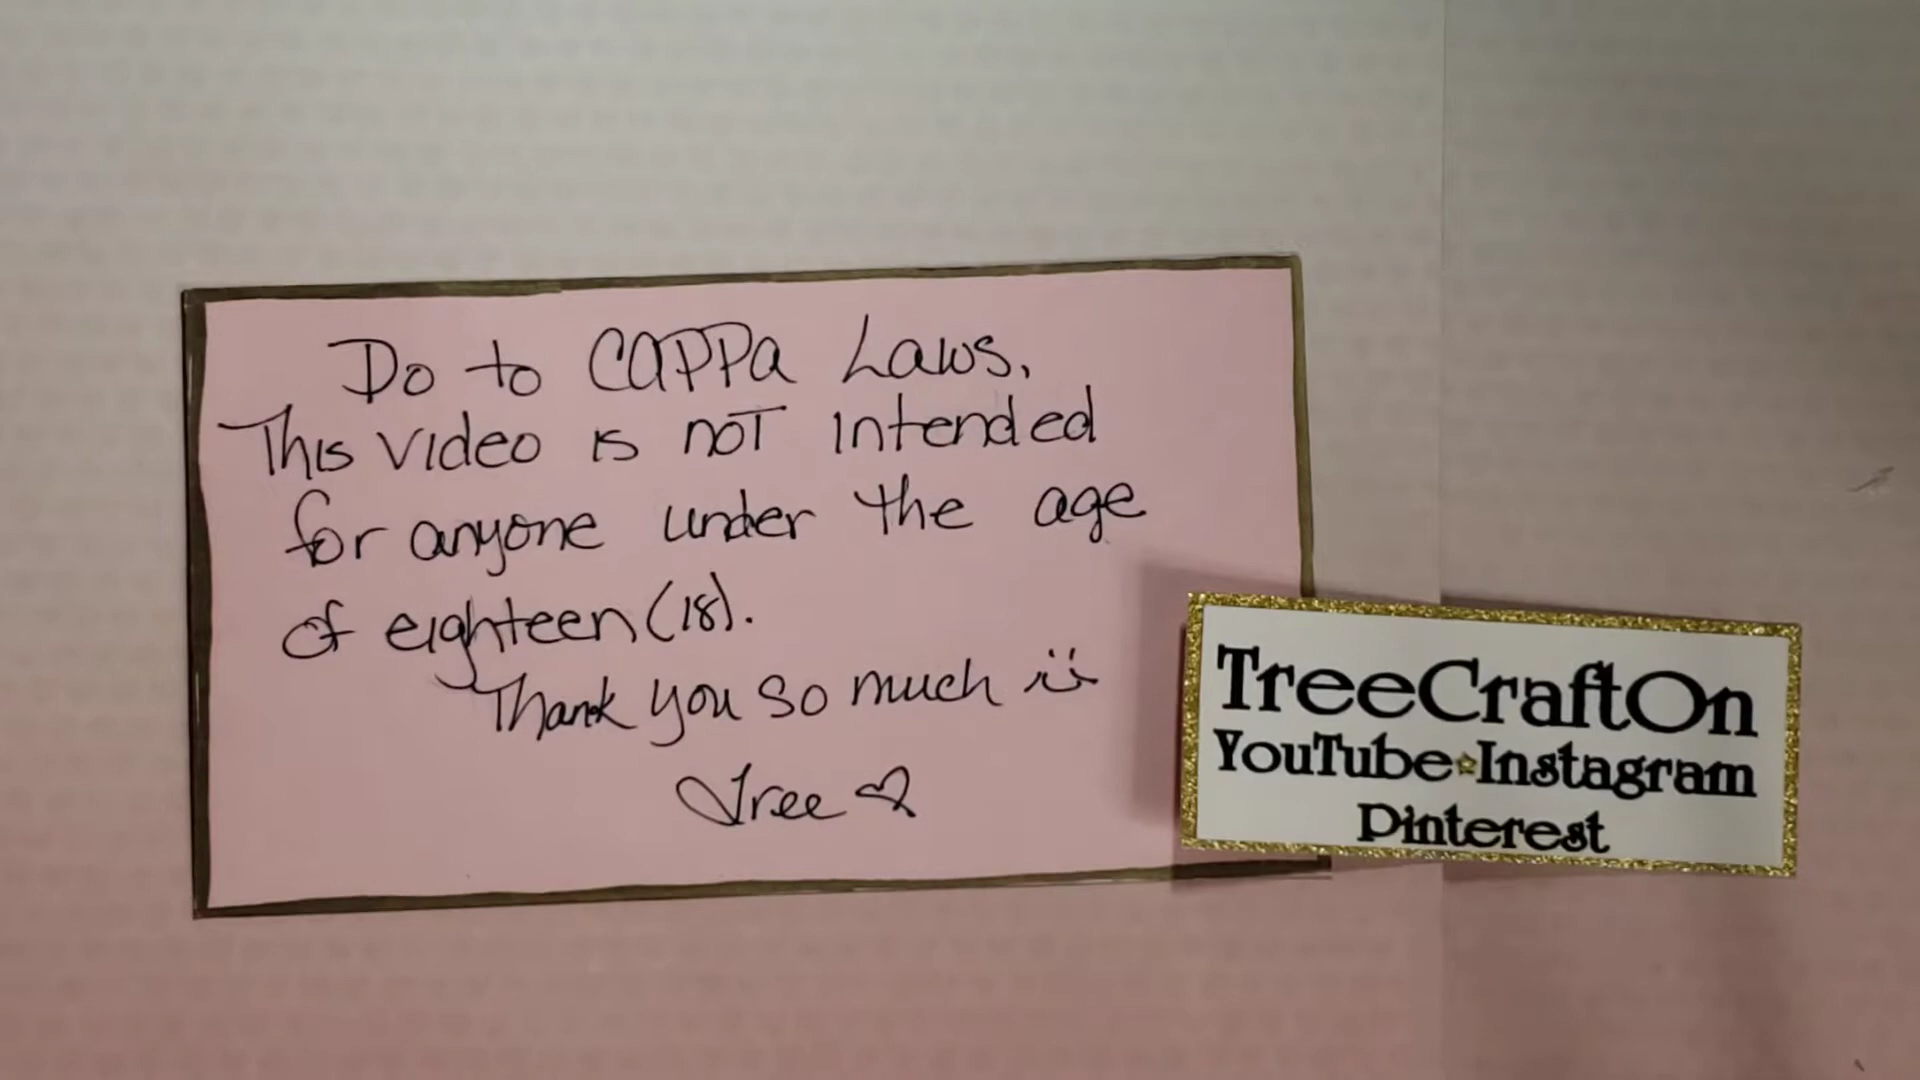 Do to CAPPA Laws,
This video is not intended
for anyone under the age
of eighteen (18).
Thank you so much
Tree
TreeCraftOn
YouTube Instagram
Pinterest